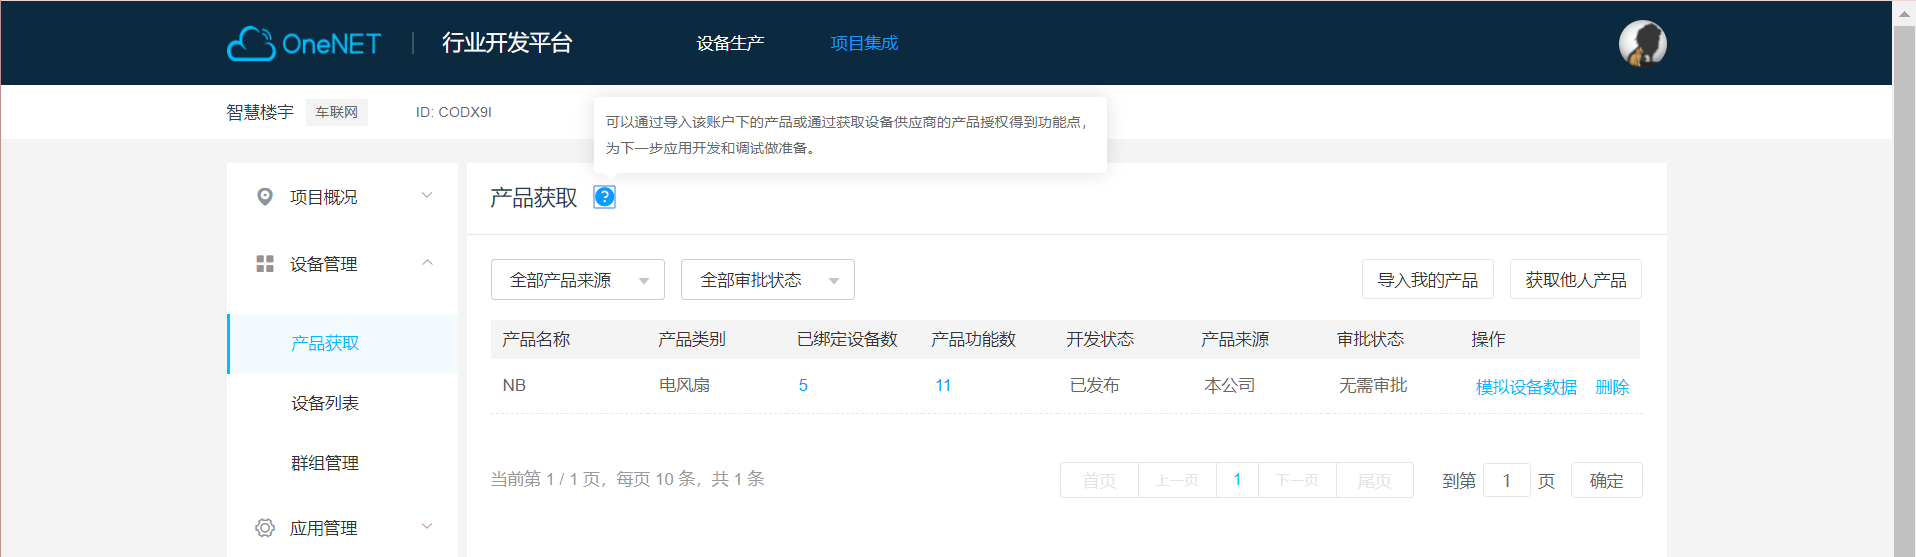 OneNET | 行业开发平台 设备生产 项目集成
智慧楼宇 车联网 ID: CODX9I
可以通过导入该账户下的产品或通过获取设备供应商的产品授权得到功能点，
为下一步应用开发和调试做准备。
项目概况
设备管理
产品获取
设备列表
群组管理
应用管理
产品获取 ?
全部产品来源 全部审批状态 导入我的产品 获取他人产品
产品名称 产品类别 已绑定设备数 产品功能数 开发状态 产品来源 审批状态 操作
NB 电风扇 5 11 已发布 本公司 无需审批 模拟设备数据 删除
当前第 1 / 1 页，每页 10 条，共 1 条 首页 上一页 1 下一页 尾页 到第 1 页 确定